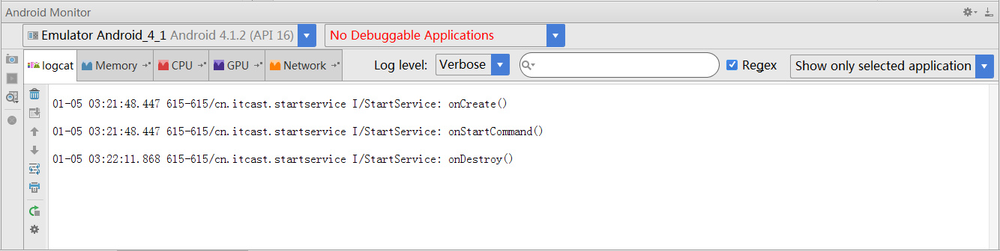 Android Monitor
Emulator Android_4_1 Android 4.1.2 (API 16) No Debuggable Applications
logcat Memory CPU GPU Network Log level: Verbose Regex Show only selected application
01-05 03:21:48.447 615-615/cn.itcast.startservice I/StartService: onCreate()
01-05 03:21:48.447 615-615/cn.itcast.startservice I/StartService: onStartCommand()
01-05 03:22:11.868 615-615/cn.itcast.startservice I/StartService: onDestroy()